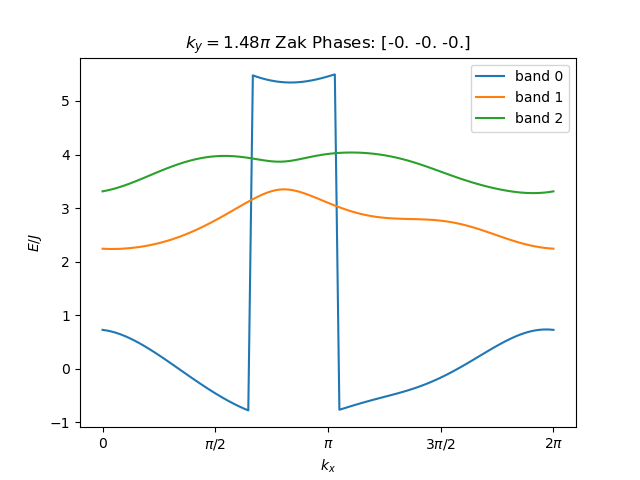 $k_y = 1.48\pi$ Zak Phases: [-0. -0. -0.]
band 0
band 1
band 2
5
4
3
2
1
0
−1
E/J
0
π/2
π
3π/2
2π
$k_x$